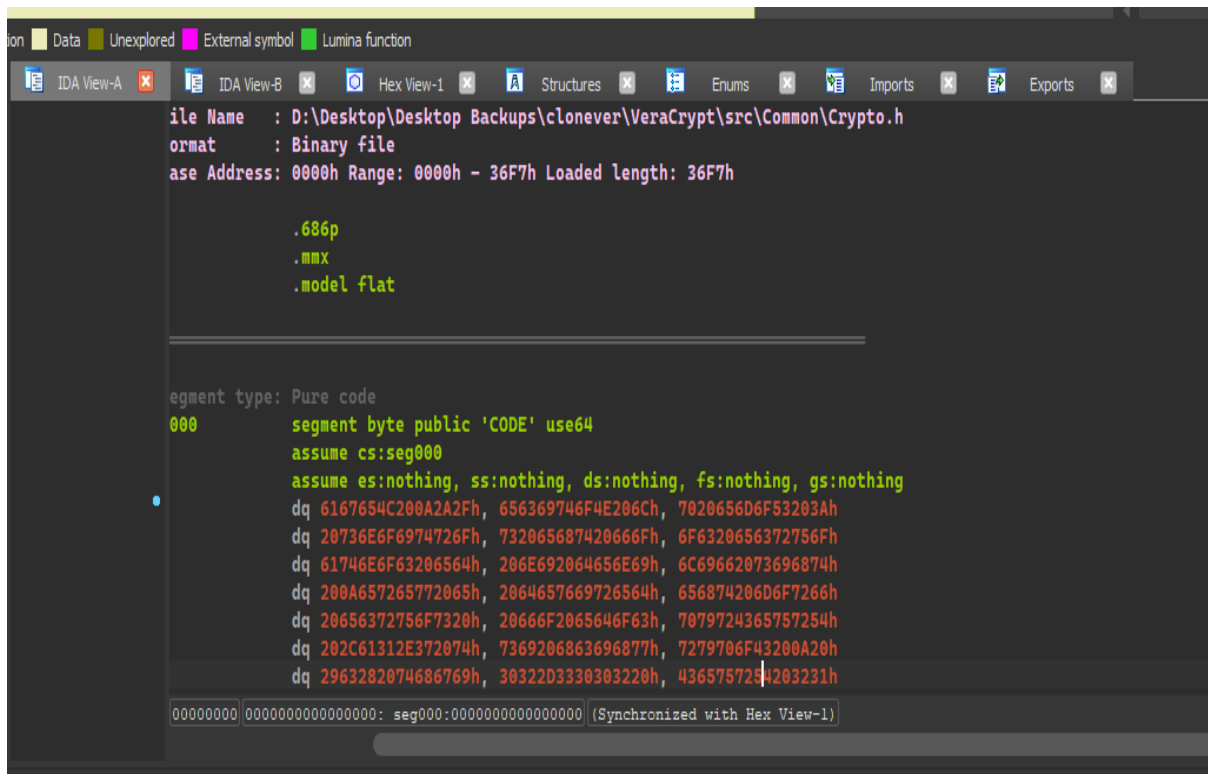 ion Data Unexplored External symbol Lumina function
IDA View-A IDA View-B Hex View-1 Structures Enums Imports Exports
ile Name : D:\Desktop\Desktop Backups\clonever\VeraCrypt\src\Common\Crypto.h
ormat : Binary file
ase Address: 0000h Range: 0000h - 36F7h Loaded length: 36F7h
.686p
.mmx
.model flat
egment type: Pure code
000 segment byte public 'CODE' use64
assume cs:seg000
assume es:nothing, ss:nothing, ds:nothing, fs:nothing, gs:nothing
dq 6167654C200A2A2Fh, 656369746F4E206Ch, 7020656D6F53203Ah
dq 20736E6F6974726Fh, 732065687420666Fh, 6F6320656372756Fh
dq 61746E6F63206564h, 206E692064656E69h, 6C69662073696874h
dq 200A657265772065h, 2064657669726564h, 656874206D6F7266h
dq 20656372756F7320h, 20666F2065646F63h, 7079724365757254h
dq 202C61312E372074h, 7369206863696877h, 7279706F43200A20h
dq 2963282074686769h, 30322D3330303220h, 4365757254203231h
00000000 0000000000000000: seg000:0000000000000000 (Synchronized with Hex View-1)